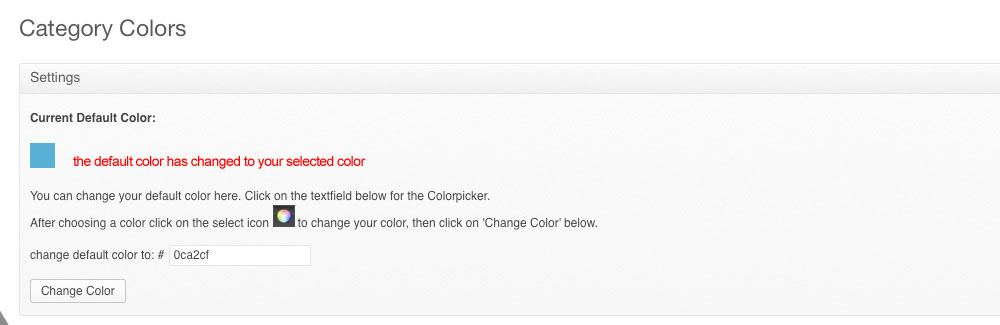 Category Colors
Settings
Current Default Color:
the default color has changed to your selected color
You can change your default color here. Click on the textfield below for the Colorpicker.
After choosing a color click on the select icon to change your color, then click on 'Change Color' below.
change default color to: # 0ca2cf
Change Color